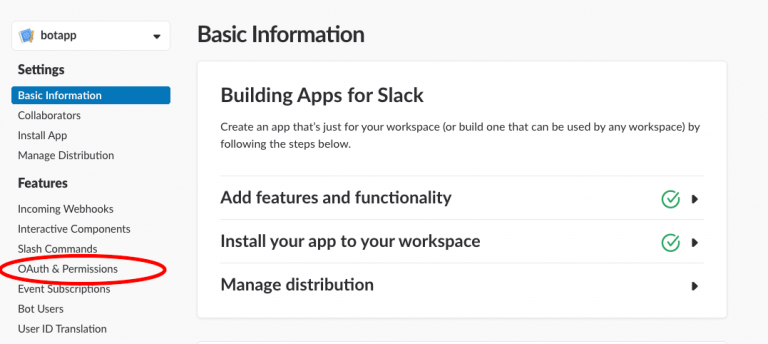 botapp
Settings
Basic Information
Collaborators
Install App
Manage Distribution
Features
Incoming Webhooks
Interactive Components
Slash Commands
OAuth & Permissions
Event Subscriptions
Bot Users
User ID Translation
Basic Information
Building Apps for Slack
Create an app that's just for your workspace (or build one that can be used by any workspace) by
following the steps below.
Add features and functionality
Install your app to your workspace
Manage distribution